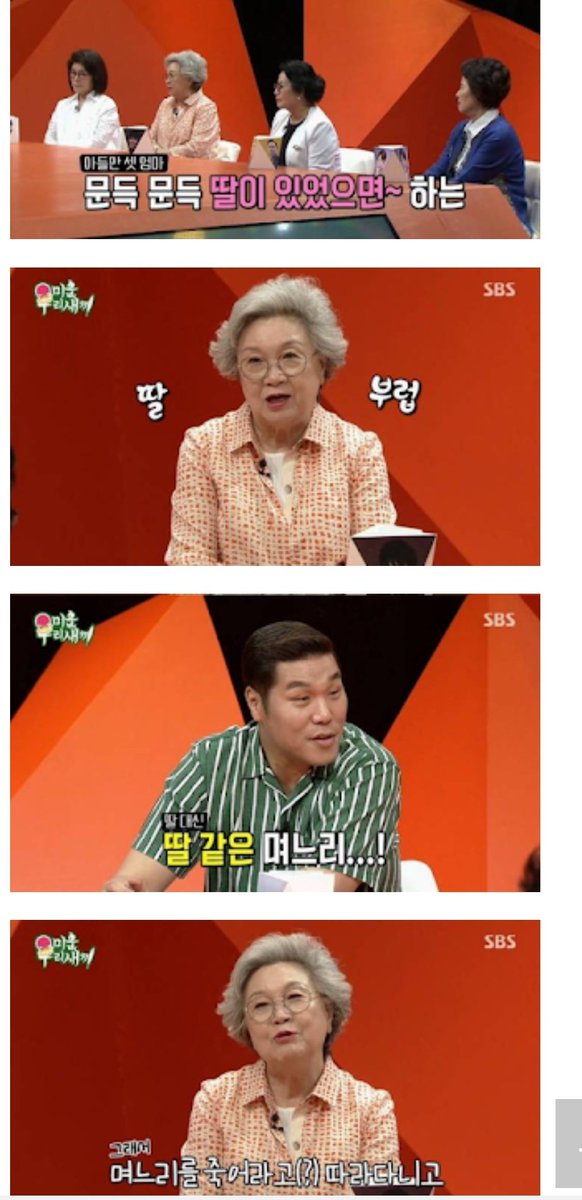 아들만 셋 엄마
문득 문득 딸이 있었으면~ 하는
미운
우리새끼
SBS
딸 부럽
미운
우리새끼
SBS
딸 대신
딸 같은 며느리...!
미운
우리새끼
SBS
그래서
며느리를 죽어라고(?) 따라다니고